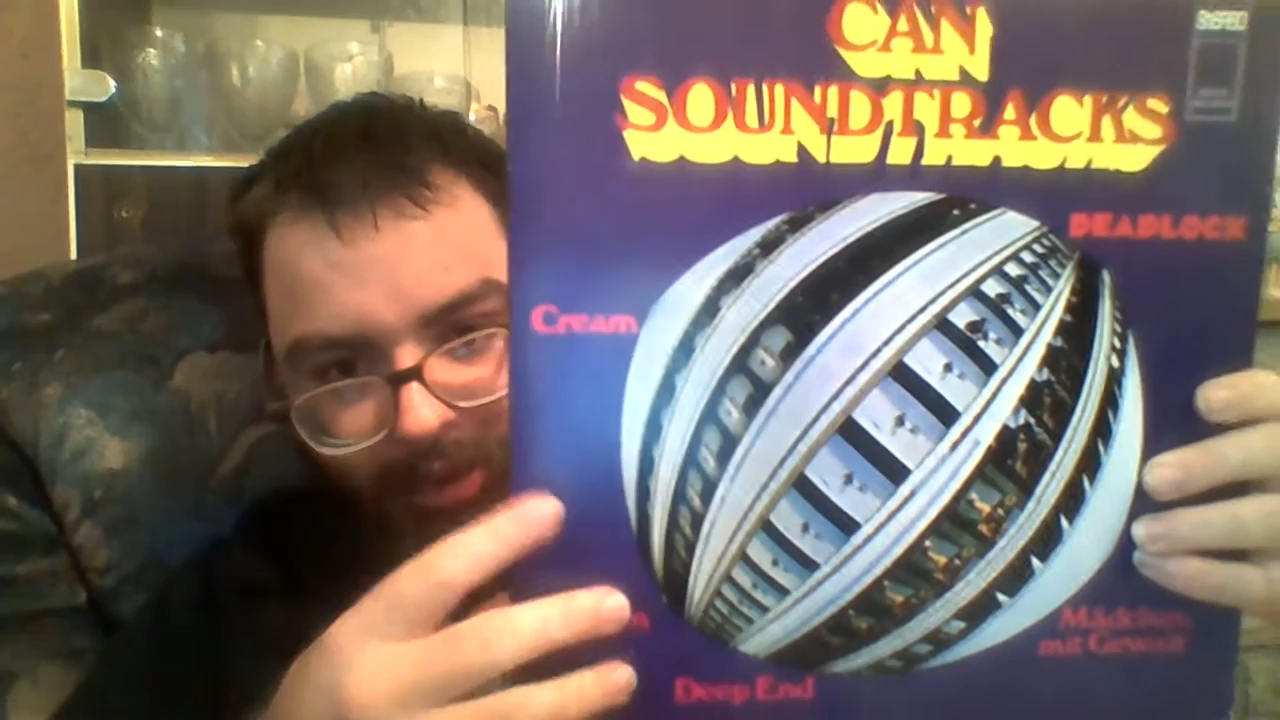 CAN
STEREO
SOUNDTRACKS
DEADLOCK
Cream
Mädchen
mit Gewalt
Deep End